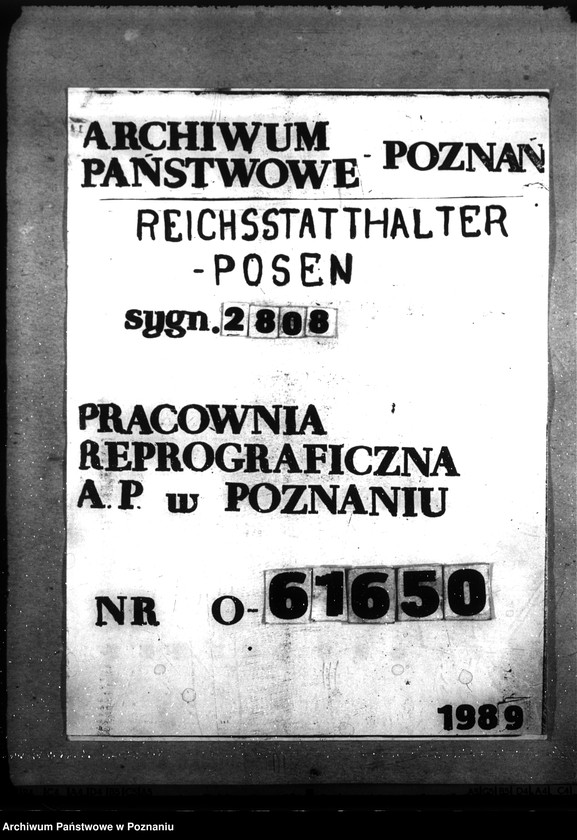 ARCHIWUM
PAŃSTWOWE - POZNAŃ
REICHSSTATTHALTER
-POSEN
sygn. 2808
PRACOWNIA
REPROGRAFICZNA
A.P. w POZNANIU
NR O-61650
1989
Archiwum Państwowe w Poznaniu